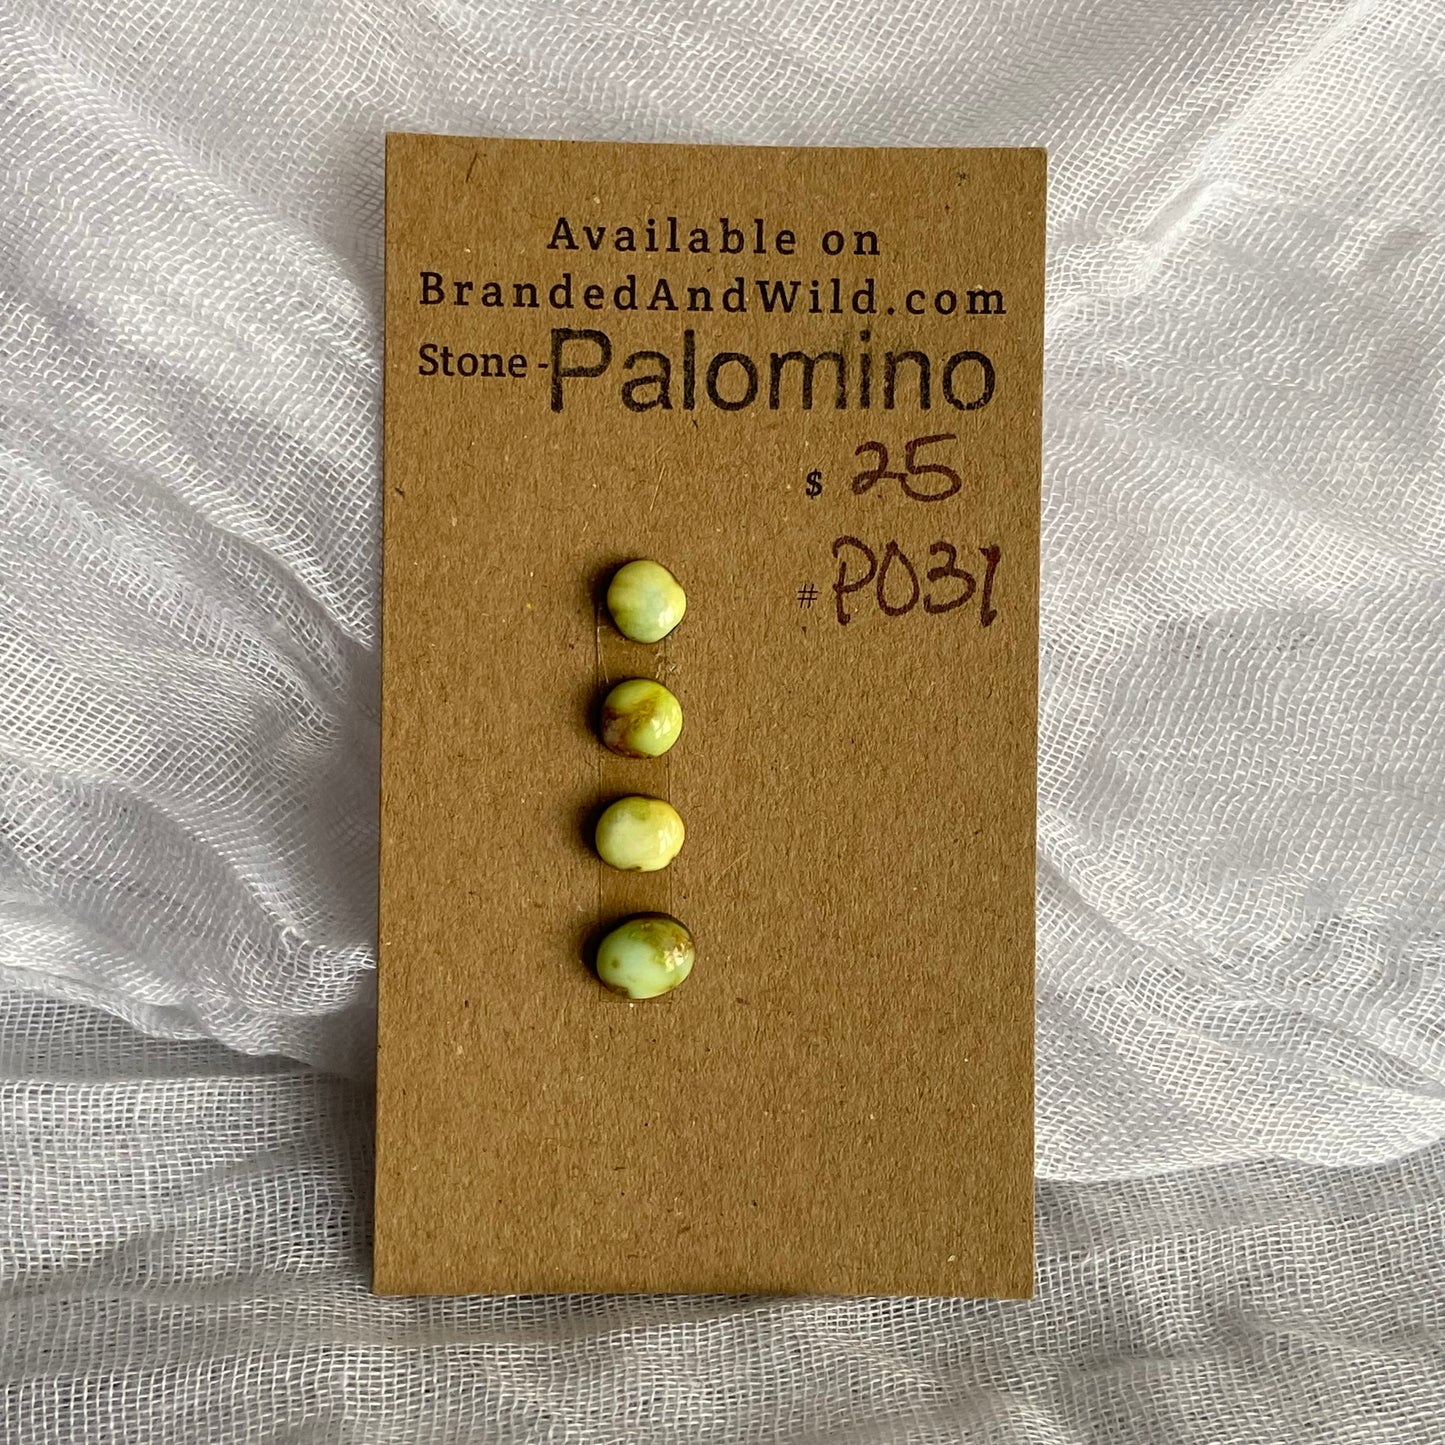 Available on
BrandedAndWild.com
Stone - Palomino
$ 25
# P031